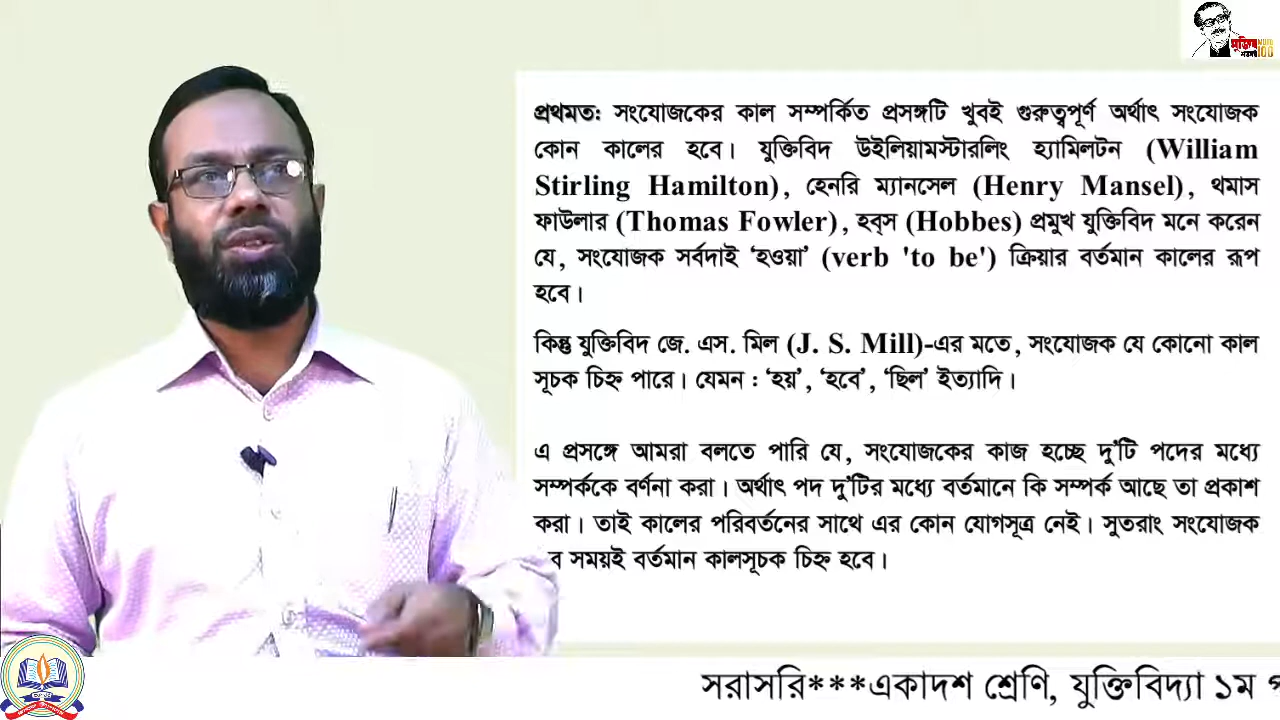 মুজিব
100
প্রথমত: সংযোজকের কাল সম্পর্কিত প্রসঙ্গটি খুবই গুরুত্বপূর্ণ অর্থাৎ সংযোজক
কোন কালের হবে। যুক্তিবিদ উইলিয়ামস্টারলিং হ্যামিলটন (William
Stirling Hamilton), হেনরি ম্যানসেল (Henry Mansel), থমাস
ফাউলার (Thomas Fowler), হব্‌স (Hobbes) প্রমুখ যুক্তিবিদ মনে করেন
যে, সংযোজক সর্বদাই ‘হওয়া’ (verb 'to be') ক্রিয়ার বর্তমান কালের রূপ
হবে।
কিন্তু যুক্তিবিদ জে. এস. মিল (J. S. Mill)-এর মতে, সংযোজক যে কোনো কাল
সূচক চিহ্ন পারে। যেমন : ‘হয়’, ‘হবে’, ‘ছিল’ ইত্যাদি।
এ প্রসঙ্গে আমরা বলতে পারি যে, সংযোজকের কাজ হচ্ছে দু’টি পদের মধ্যে
সম্পর্ককে বর্ণনা করা। অর্থাৎ পদ দু’টির মধ্যে বর্তমানে কি সম্পর্ক আছে তা প্রকাশ
করা। তাই কালের পরিবর্তনের সাথে এর কোন যোগসূত্র নেই। সুতরাং সংযোজক
ব সময়ই বর্তমান কালসূচক চিহ্ন হবে।
সরাসরি***একাদশ শ্রেণি, যুক্তিবিদ্যা ১ম প